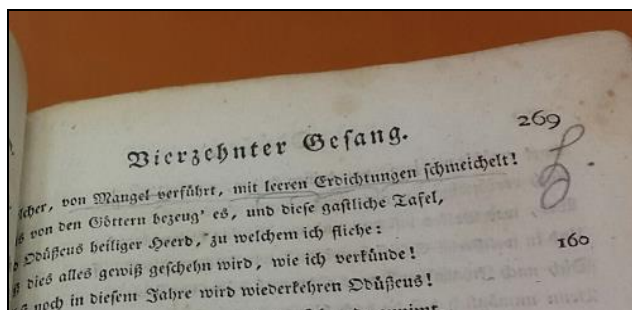 269
Vierzehnter Gesang.
lcher, von Mangel verführt, mit leeren Erdichtungen schmeichelt!
s von den Göttern bezeug' es, und diese gastliche Tafel,
Odüßeus heiliger Heerd, zu welchem ich fliehe:
dies alles gewiß geschehn wird, wie ich verkünde! 160
noch in diesem Jahre wird wiederkehren Odüßeus!